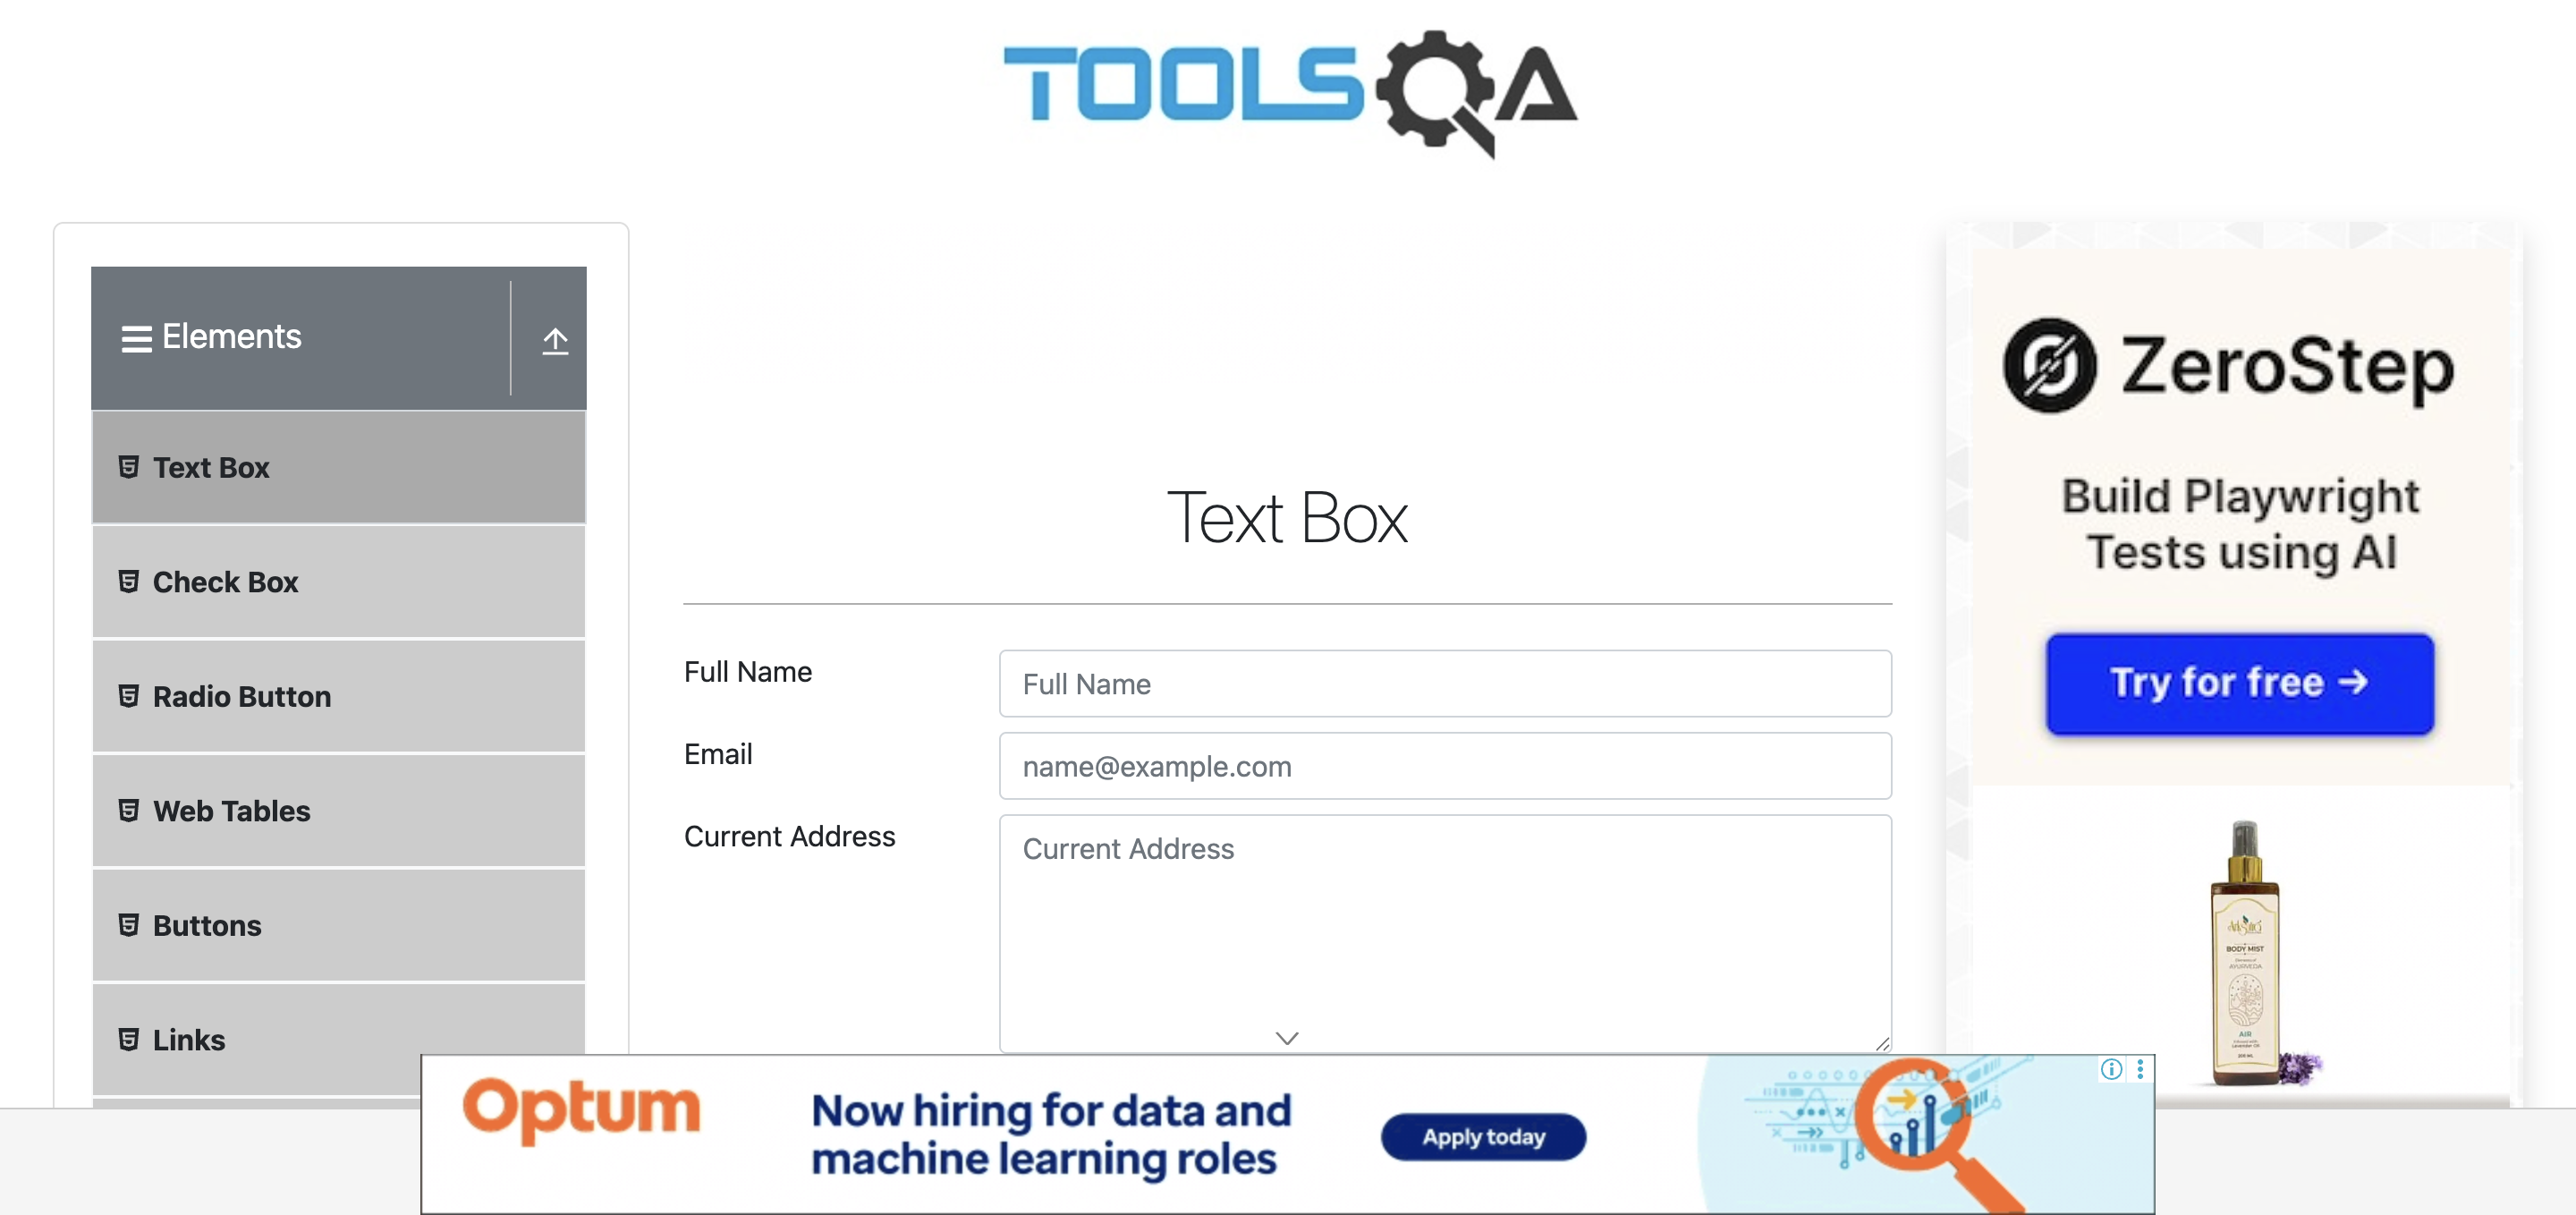 TOOLSQA
Elements
Text Box
Check Box
Radio Button
Web Tables
Buttons
Links
Text Box
Full Name
Full Name
Email
name@example.com
Current Address
Current Address
ZeroStep
Build Playwright
Tests using AI
Try for free →
BODY MIST
AYURVEDA
AIR
Optum
Now hiring for data and
machine learning roles
Apply today